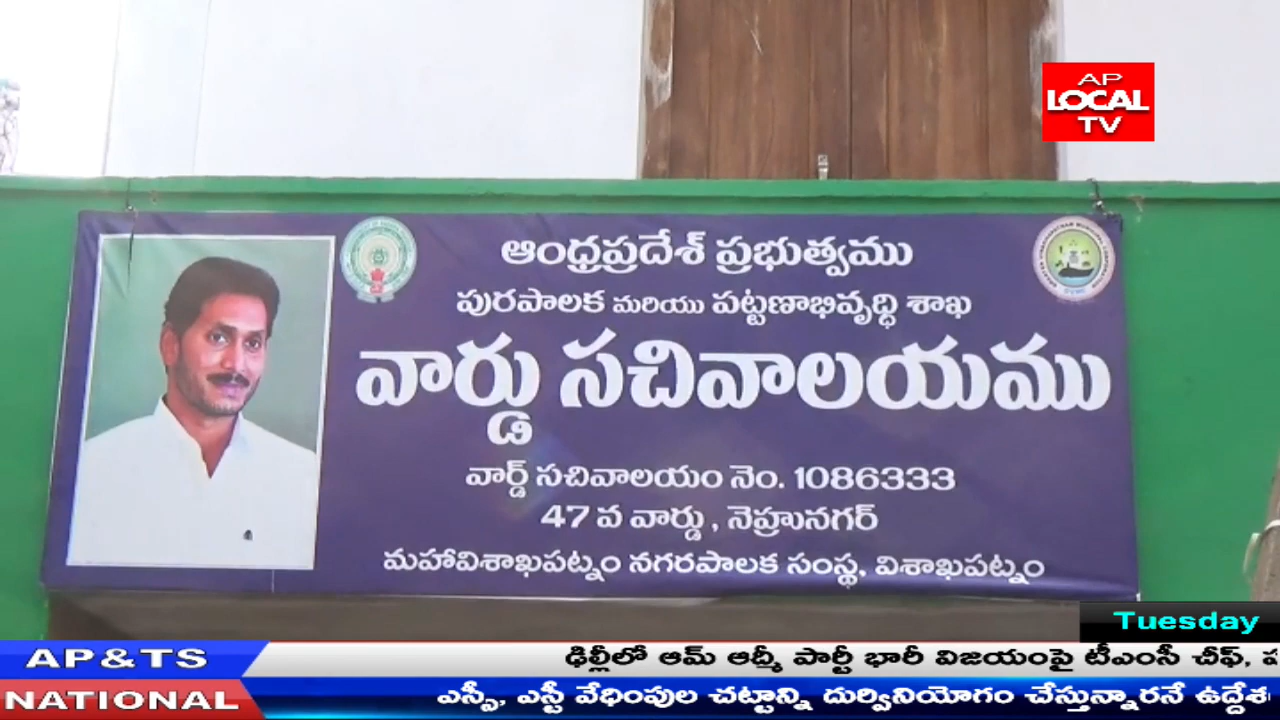 AP
LOCAL
TV
ఆంధ్రప్రదేశ్ ప్రభుత్వము
పురపాలక మరియు పట్టణాభివృద్ధి శాఖ
వార్డు సచివాలయము
వార్డ్ సచివాలయం నెం. 1086333
47 వ వార్డు, నెహ్రునగర్
మహావిశాఖపట్నం నగరపాలక సంస్థ, విశాఖపట్నం
Tuesday
AP&TS
ఢిల్లీలో ఆమ్ ఆద్మీ పార్టీ భారీ విజయంపై టీఎంసీ చీఫ్,
NATIONAL
ఎస్సీ, ఎస్టీ వేధింపుల చట్టాన్ని దుర్వినియోగం చేస్తున్నారనే